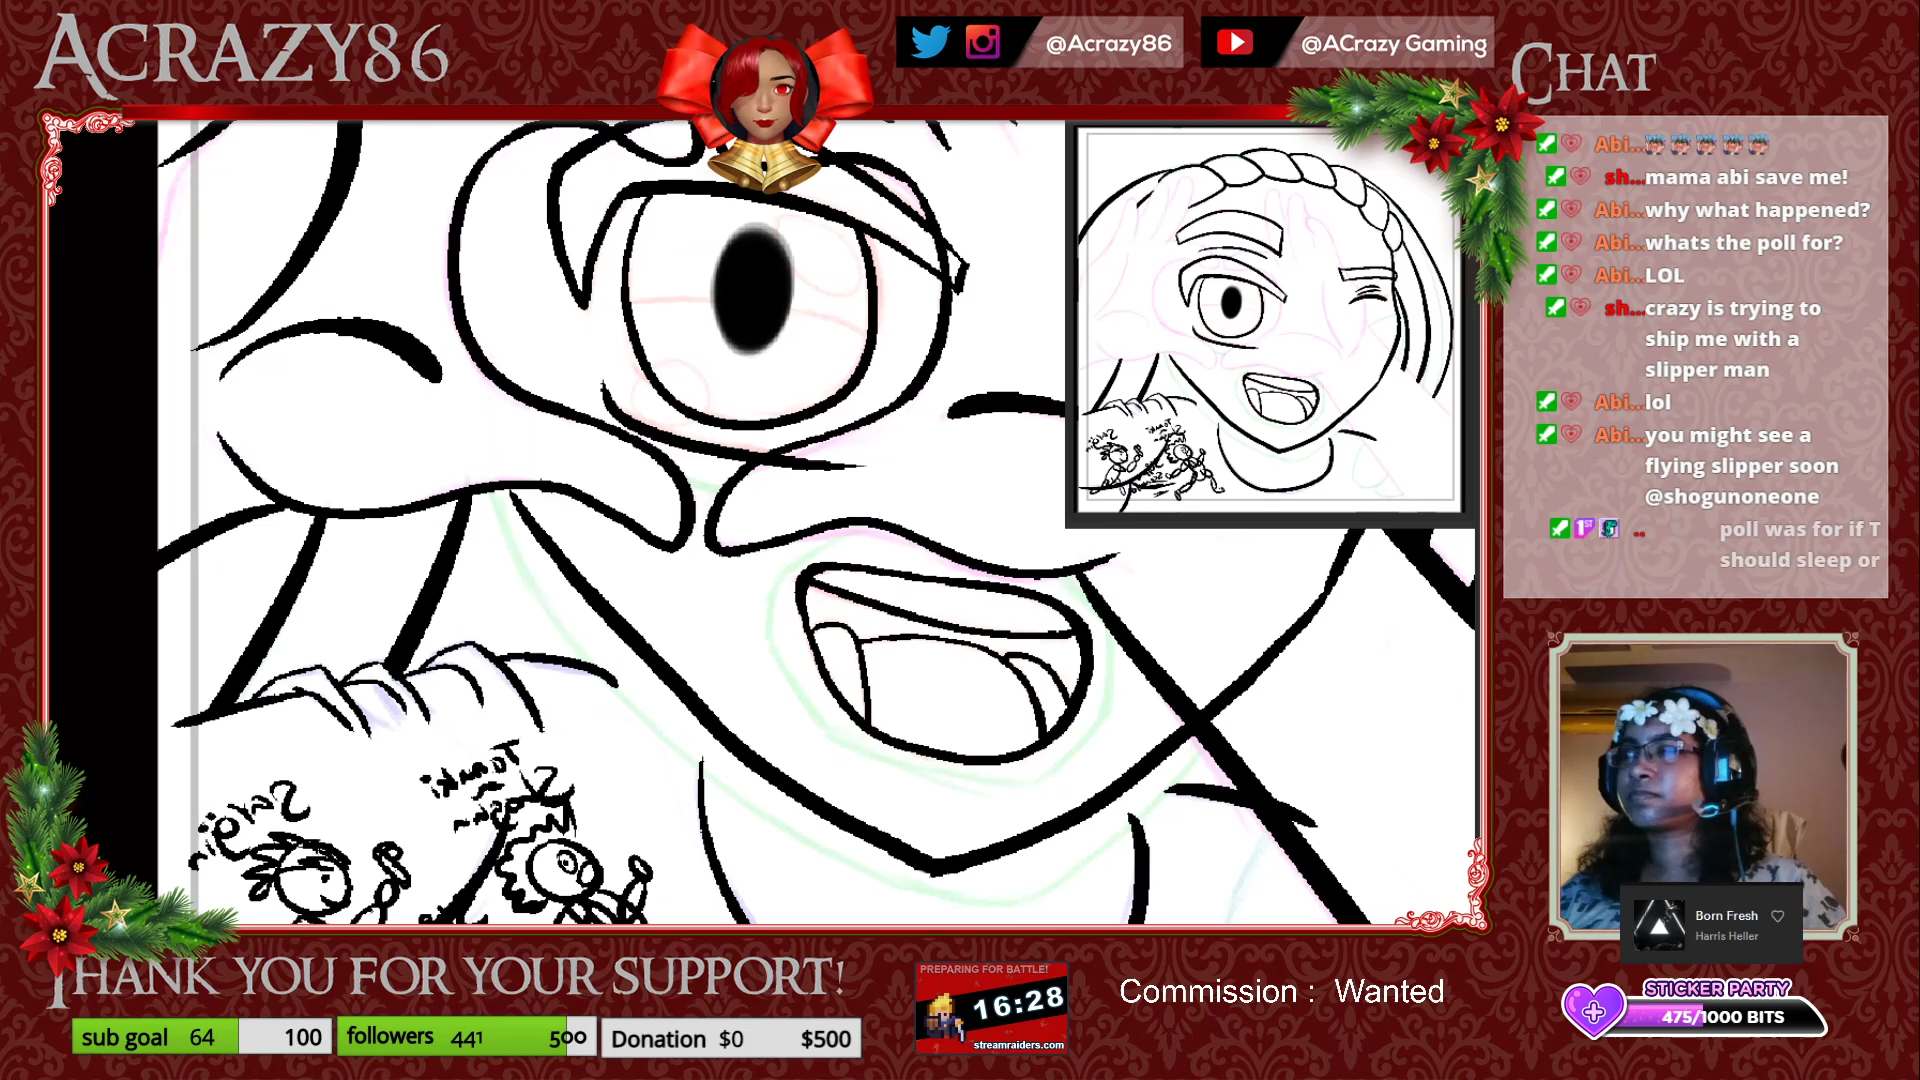 ACRAZY86
@Acrazy86
@ACrazy Gaming
CHAT
Abi...
sh...mama abi save me!
Abi...why what happened?
Abi...whats the poll for?
Abi...LOL
sh...crazy is trying to
ship me with a
slipper man
Abi...lol
Abi...you might see a
flying slipper soon
@shogunoneone
1ST .. poll was for if T
should sleep or
Born Fresh
Harris Heller
THANK YOU FOR YOUR SUPPORT!
sub goal 64 100
followers 441 500
Donation $0 $500
PREPARING FOR BATTLE!
16:28
streamraiders.com
Commission : Wanted
STICKER PARTY
475/1000 BITS